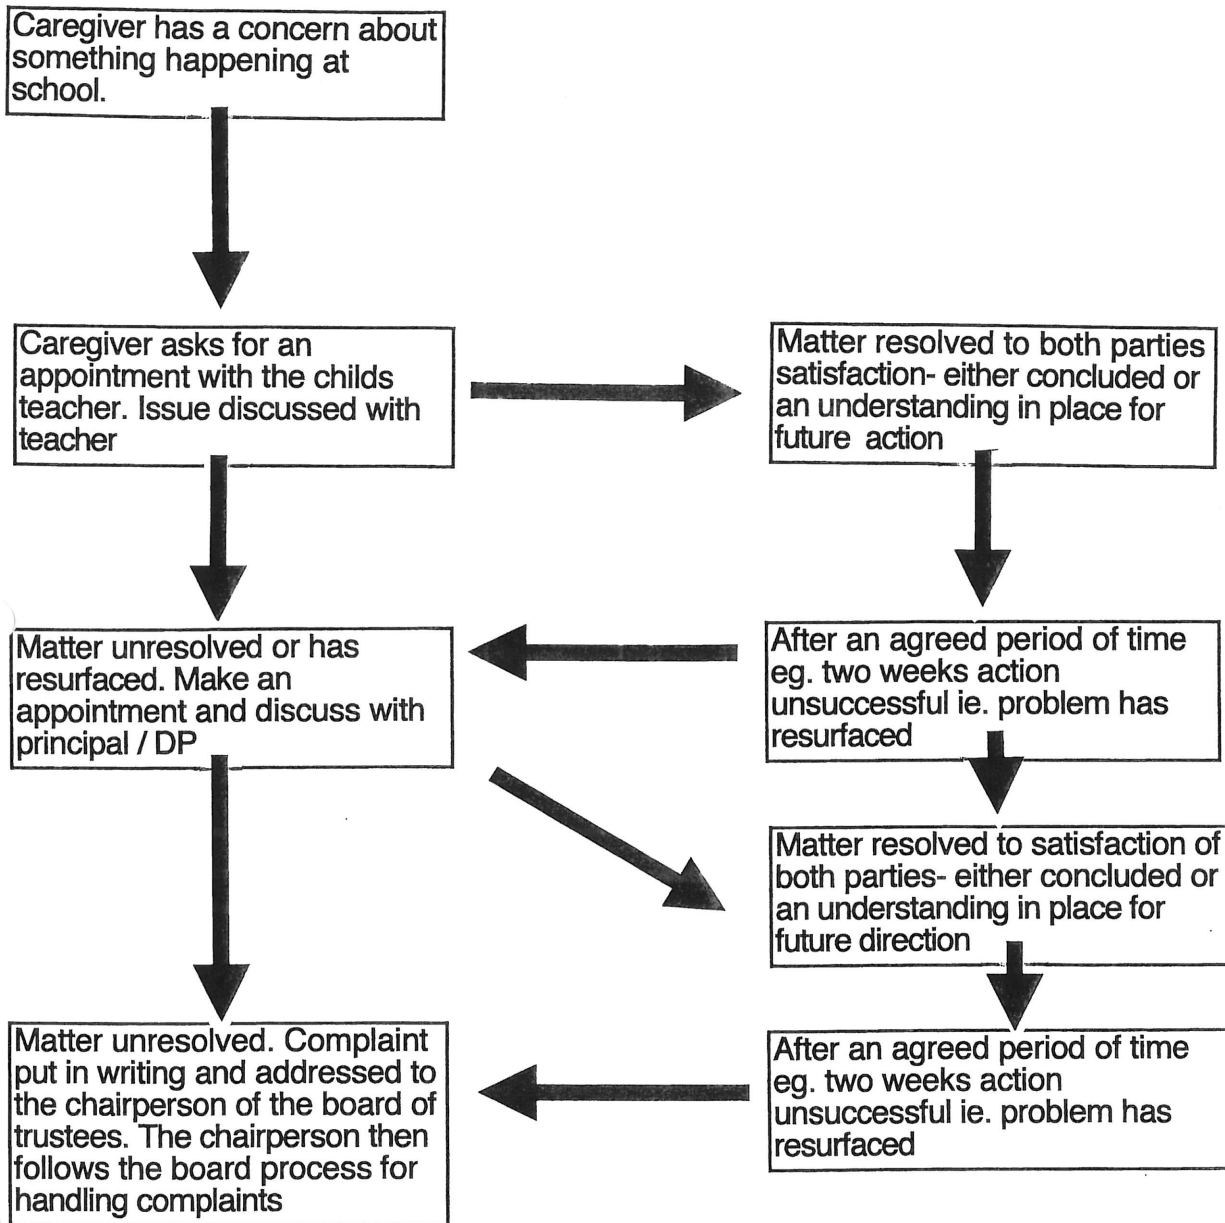 Caregiver has a concern about
something happening at
school.
Caregiver asks for an
appointment with the childs
teacher. Issue discussed with
teacher
Matter resolved to both parties
satisfaction- either concluded or
an understanding in place for
future action
Matter unresolved or has
resurfaced. Make an
appointment and discuss with
principal / DP
After an agreed period of time
eg. two weeks action
unsuccessful ie. problem has
resurfaced
Matter resolved to satisfaction of
both parties- either concluded or
an understanding in place for
future direction
Matter unresolved. Complaint
put in writing and addressed to
the chairperson of the board of
trustees. The chairperson then
follows the board process for
handling complaints
After an agreed period of time
eg. two weeks action
unsuccessful ie. problem has
resurfaced